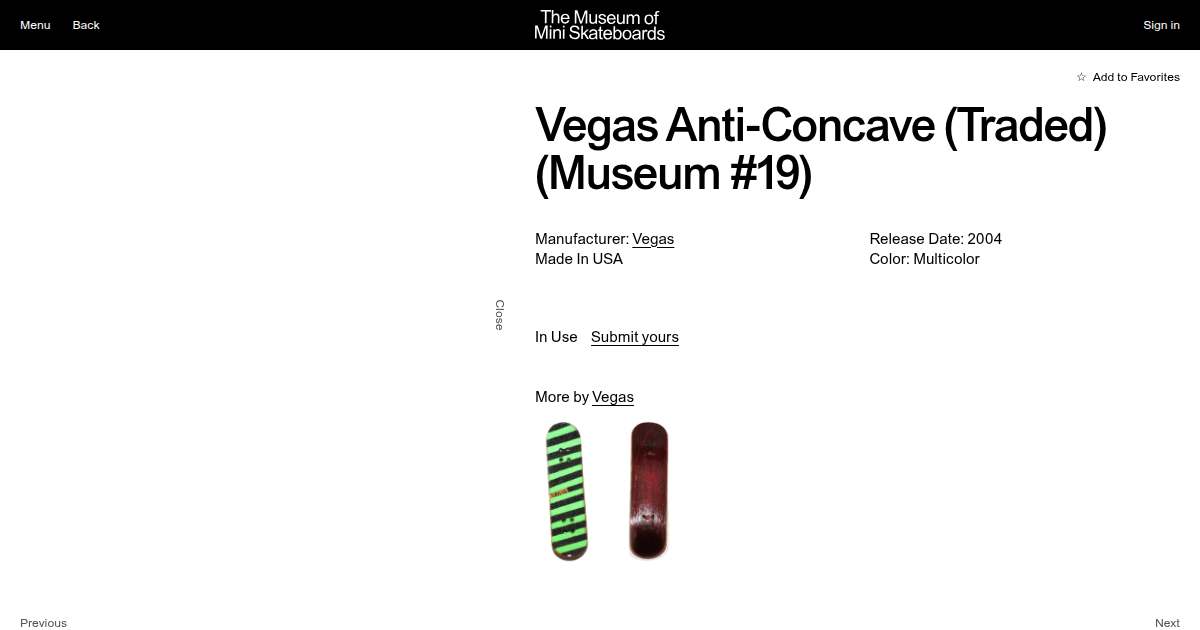 Menu
Back
The Museum of
Mini Skateboards
Sign in
☆ Add to Favorites
Vegas Anti-Concave (Traded)
(Museum #19)
Manufacturer: Vegas
Made In USA
Release Date: 2004
Color: Multicolor
Close
In Use
Submit yours
More by Vegas
Previous
Next